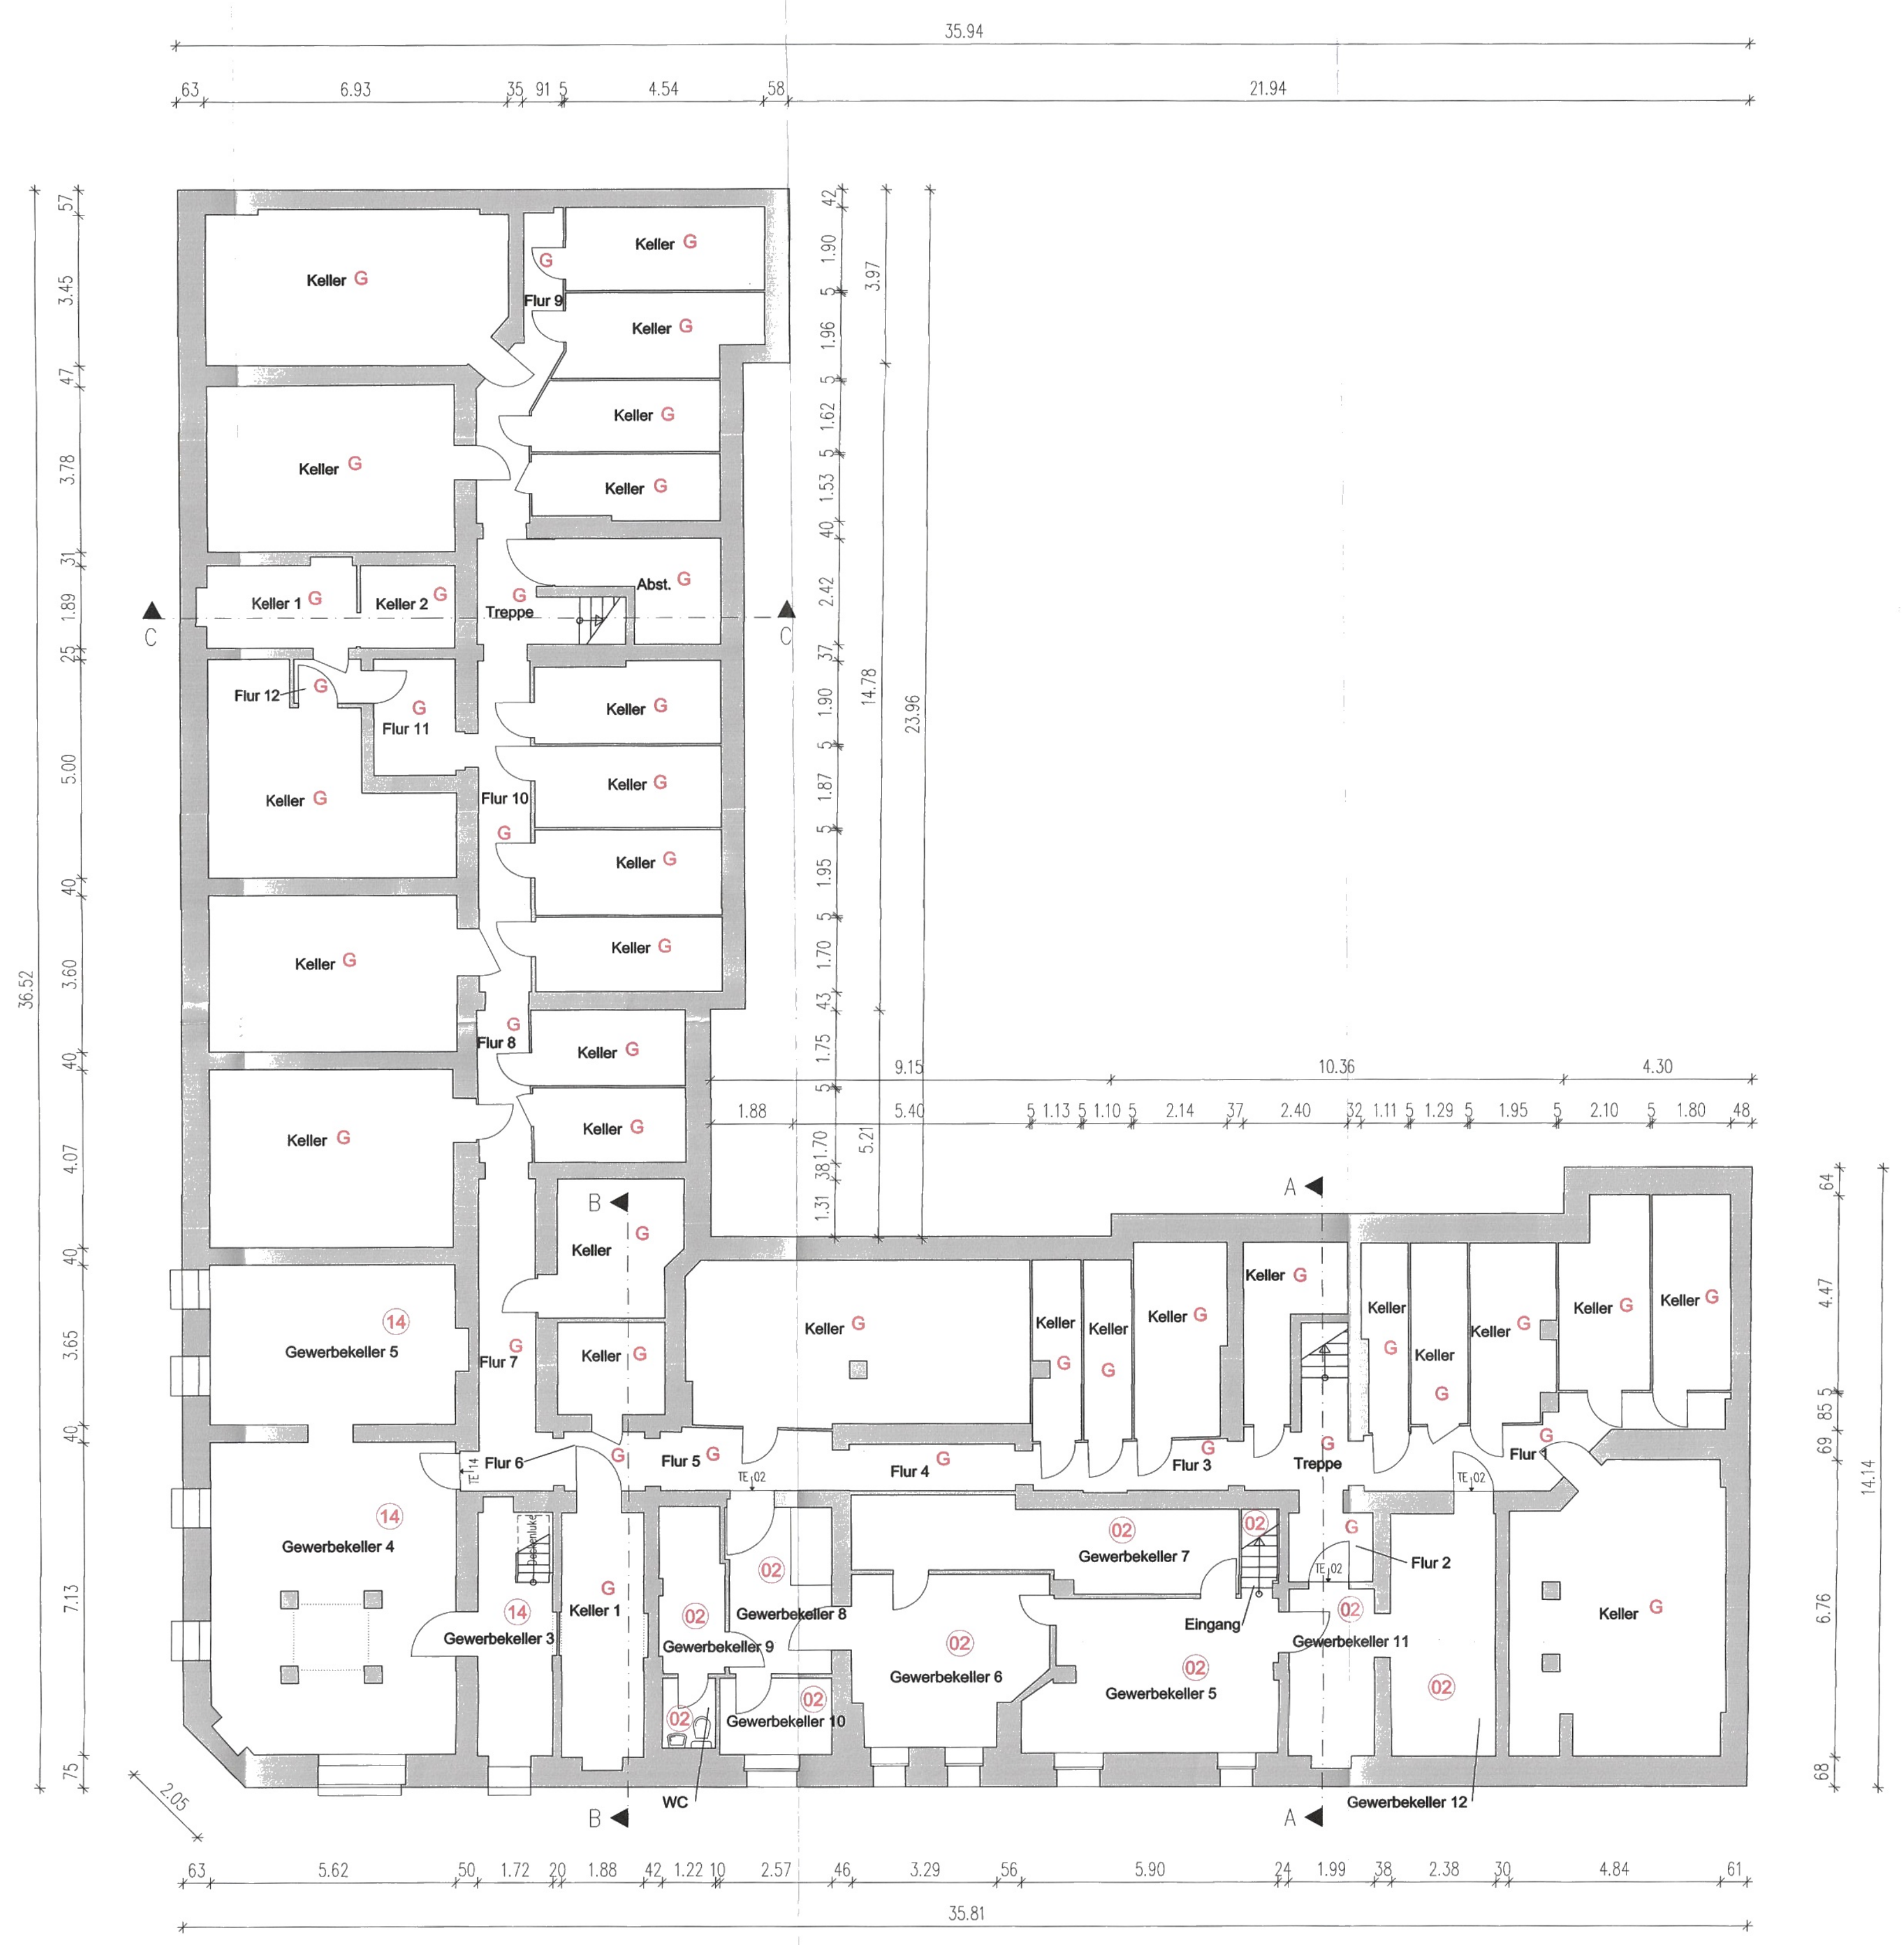 35.94
63 6.93 35 91 5 4.54 58 21.94
57
3.45
47
3.78
31
1.89
25
5.00
40
3.60
40
4.07
40
3.65
40
7.13
75
36.52
42
1.90
5
1.96
5
1.62
5
1.53
40
2.42
37
1.90
5
1.87
5
1.95
5
1.70
43
1.75
5
1.70
38
1.31
3.97
14.78
5.21
23.96
Keller G
Keller G
G
Flur 9
Keller G
Keller G
Keller G
Keller G
Abst. G
G
Treppe
Keller 1 G
Keller 2 G
C
C
Flur 12 G
G
Flur 11
Keller G
Keller G
Keller G
Flur 10
G
Keller G
Keller G
Keller G
G
Flur 8
Keller G
Keller G
Keller G
9.15 10.36 4.30
1.88 5.40 5 1.13 5 1.10 5 2.14 37 2.40 32 1.11 5 1.29 5 1.95 5 2.10 5 1.80 48
64
4.47
5
85
69
6.76
68
14.14
B
A
Keller G
Keller G
Keller G
Keller G
Keller G
Keller G
Keller G
Keller G
Keller G
Keller G
Keller G
Keller G
14
Gewerbekeller 5
G
Flur 7
Flur 6
G
Flur 5 G
Flur 4 G
G
Flur 3
G
Treppe
G
Flur 1
TE 14
TE 02
TE 02
TE 02
14
Gewerbekeller 4
Deckenluke
14
Gewerbekeller 3
G
Keller 1
02
Gewerbekeller 9
02
Gewerbekeller 8
02
Gewerbekeller 7
02
Eingang
G
Flur 2
02
Gewerbekeller 11
02
Gewerbekeller 6
02
Gewerbekeller 5
02
Keller G
02
02
Gewerbekeller 10
WC
Gewerbekeller 12
B
A
2.05
63 5.62 50 1.72 20 1.88 42 1.22 10 2.57 46 3.29 56 5.90 24 1.99 38 2.38 30 4.84 61
35.81